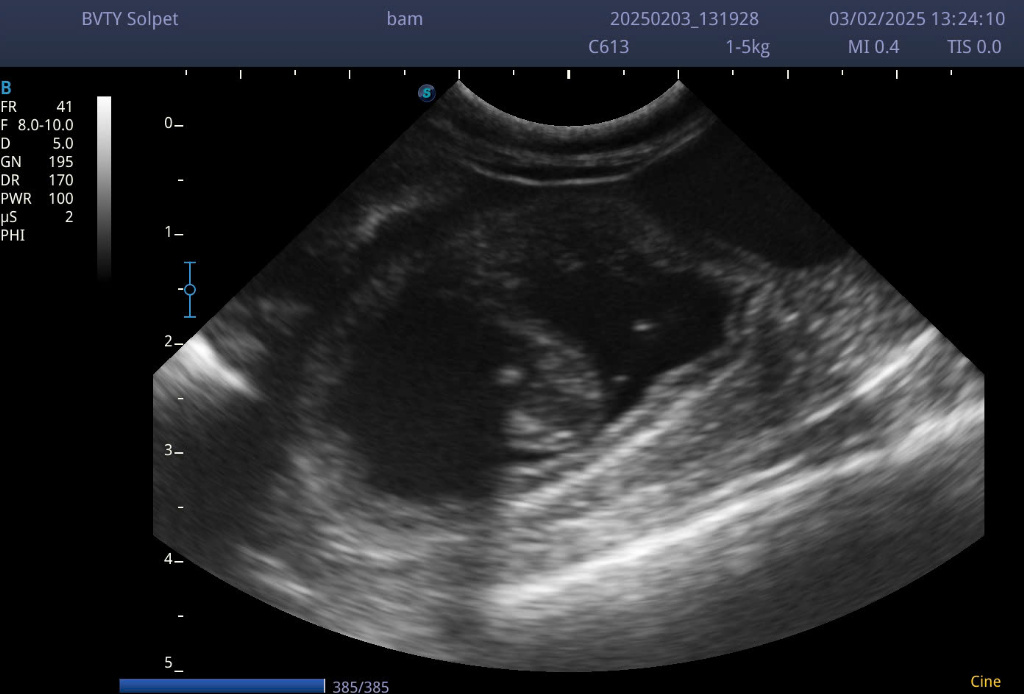 BVTY Solpet bam 20250203_131928 03/02/2025 13:24:10
C613 1-5kg MI 0.4 TIS 0.0
B
FR 41
F 8.0-10.0
D 5.0
GN 195
DR 170
PWR 100
µS 2
PHI
S
0
1
2
3
4
5
385/385
Cine